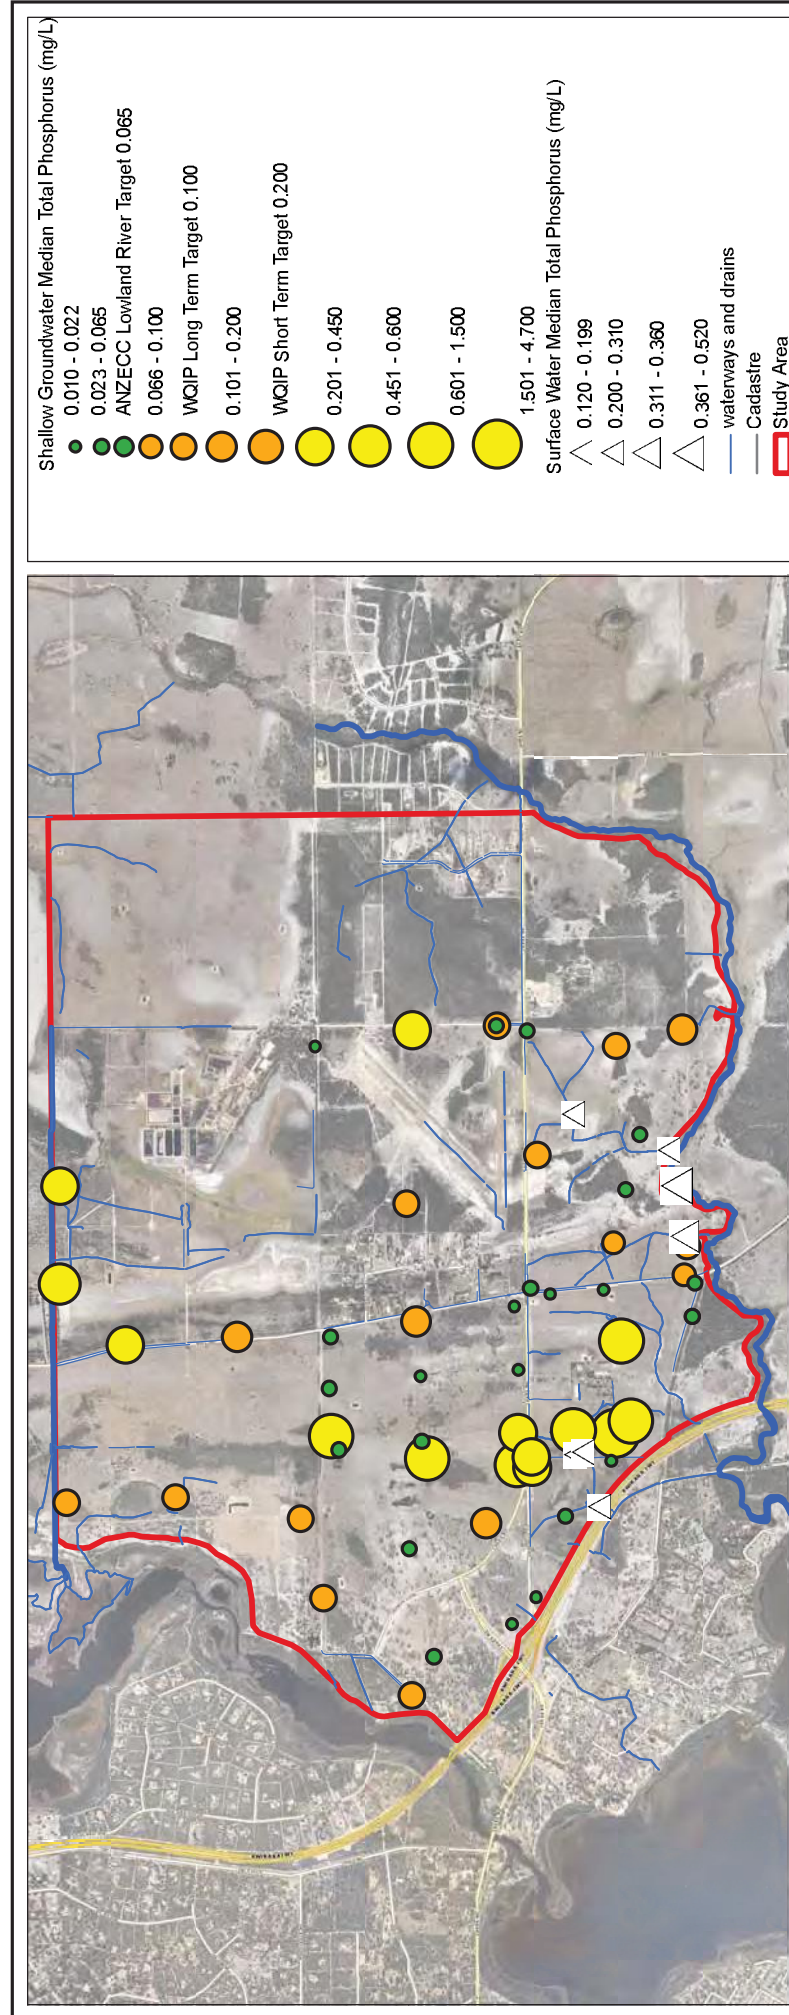 Shallow Groundwater Median Total Phosphorus (mg/L)
0.010 - 0.022
0.023 - 0.065
ANZECC Lowland River Target 0.065
0.066 - 0.100
WQIP Long Term Target 0.100
0.101 - 0.200
WQIP Short Term Target 0.200
0.201 - 0.450
0.451 - 0.600
0.601 - 1.500
1.501 - 4.700
Surface Water Median Total Phosphorus (mg/L)
0.120 - 0.199
0.200 - 0.310
0.311 - 0.360
0.361 - 0.520
waterways and drains
Cadastre
Study Area